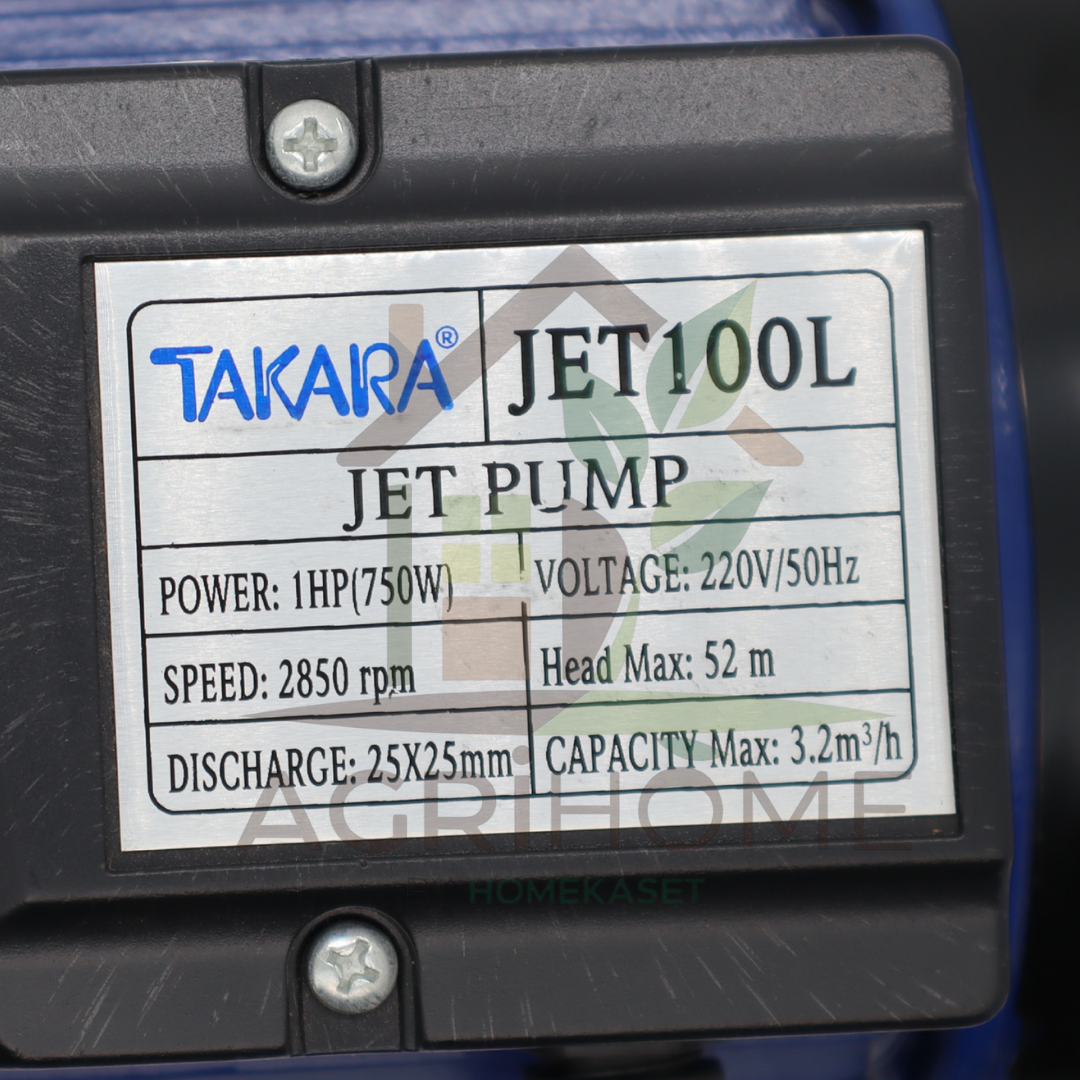 TAKARA® JET100L
JET PUMP
POWER: 1HP(750W) VOLTAGE: 220V/50Hz
SPEED: 2850 rpm Head Max: 52 m
DISCHARGE: 25X25mm CAPACITY Max: 3.2m³/h
AGRIHOME
BY HOMEKASET